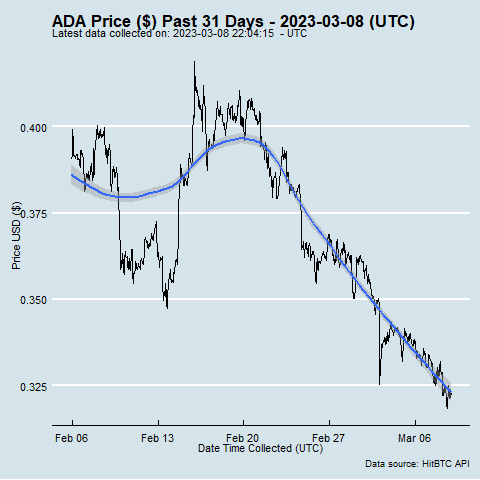 ADA Price ($) Past 31 Days - 2023-03-08 (UTC)
Latest data collected on: 2023-03-08 22:04:15 - UTC
Price USD ($)
0.400
0.375
0.350
0.325
Feb 06 Feb 13 Feb 20 Feb 27 Mar 06
Date Time Collected (UTC)
Data source: HitBTC API